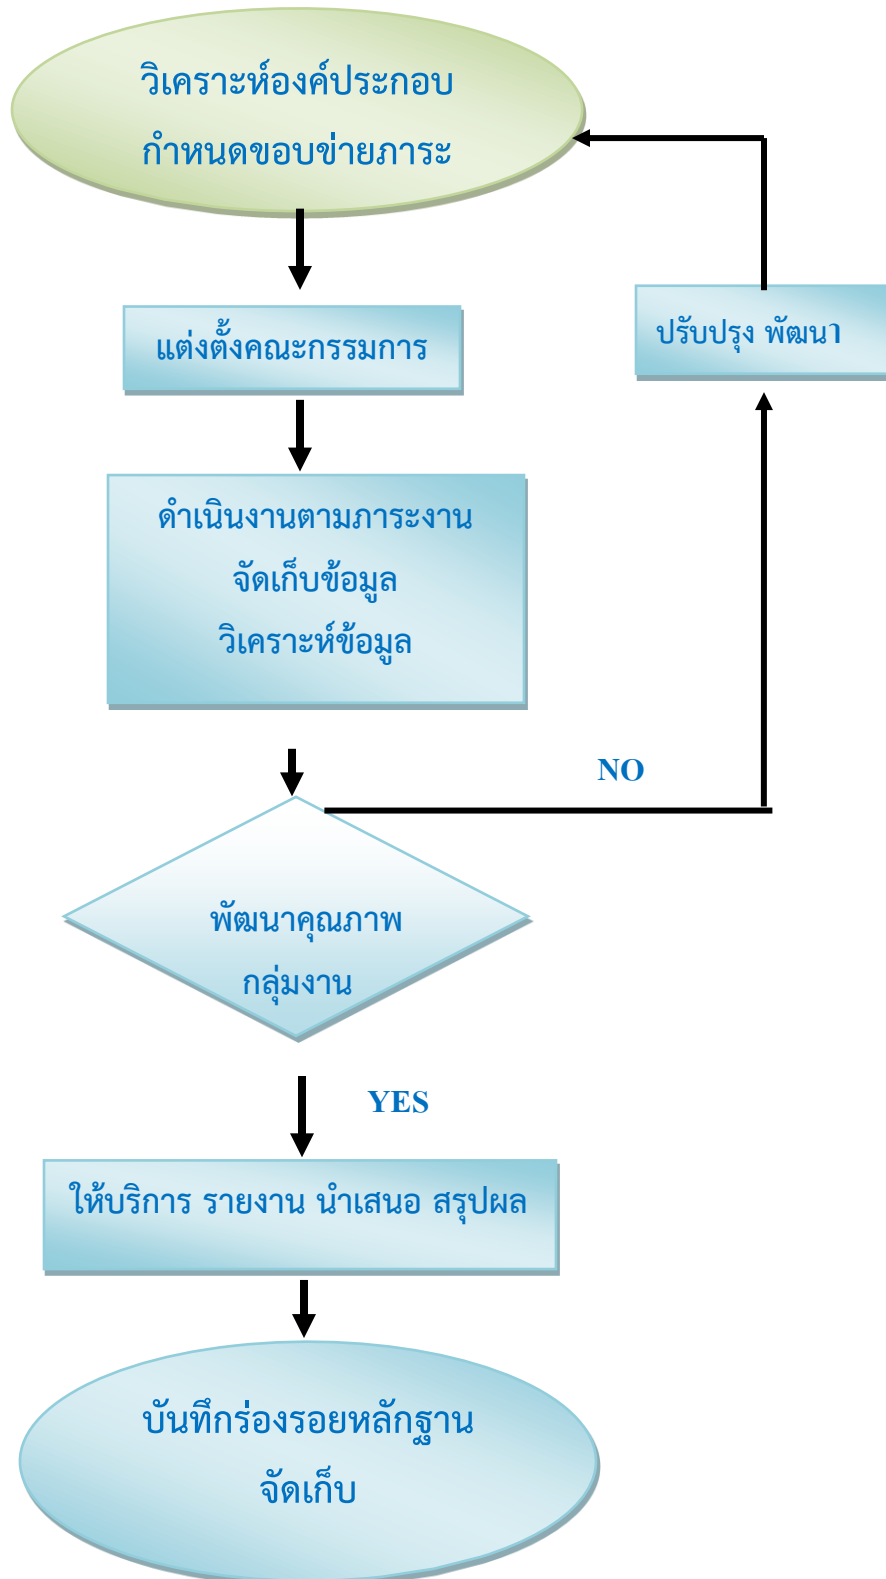 วิเคราะห์องค์ประกอบ
กำหนดขอบข่ายภาระ
แต่งตั้งคณะกรรมการ
ปรับปรุง พัฒนา
ดำเนินงานตามภาระงาน
จัดเก็บข้อมูล
วิเคราะห์ข้อมูล
NO
พัฒนาคุณภาพ
กลุ่มงาน
YES
ให้บริการ รายงาน นำเสนอ สรุปผล
บันทึกร่องรอยหลักฐาน
จัดเก็บ